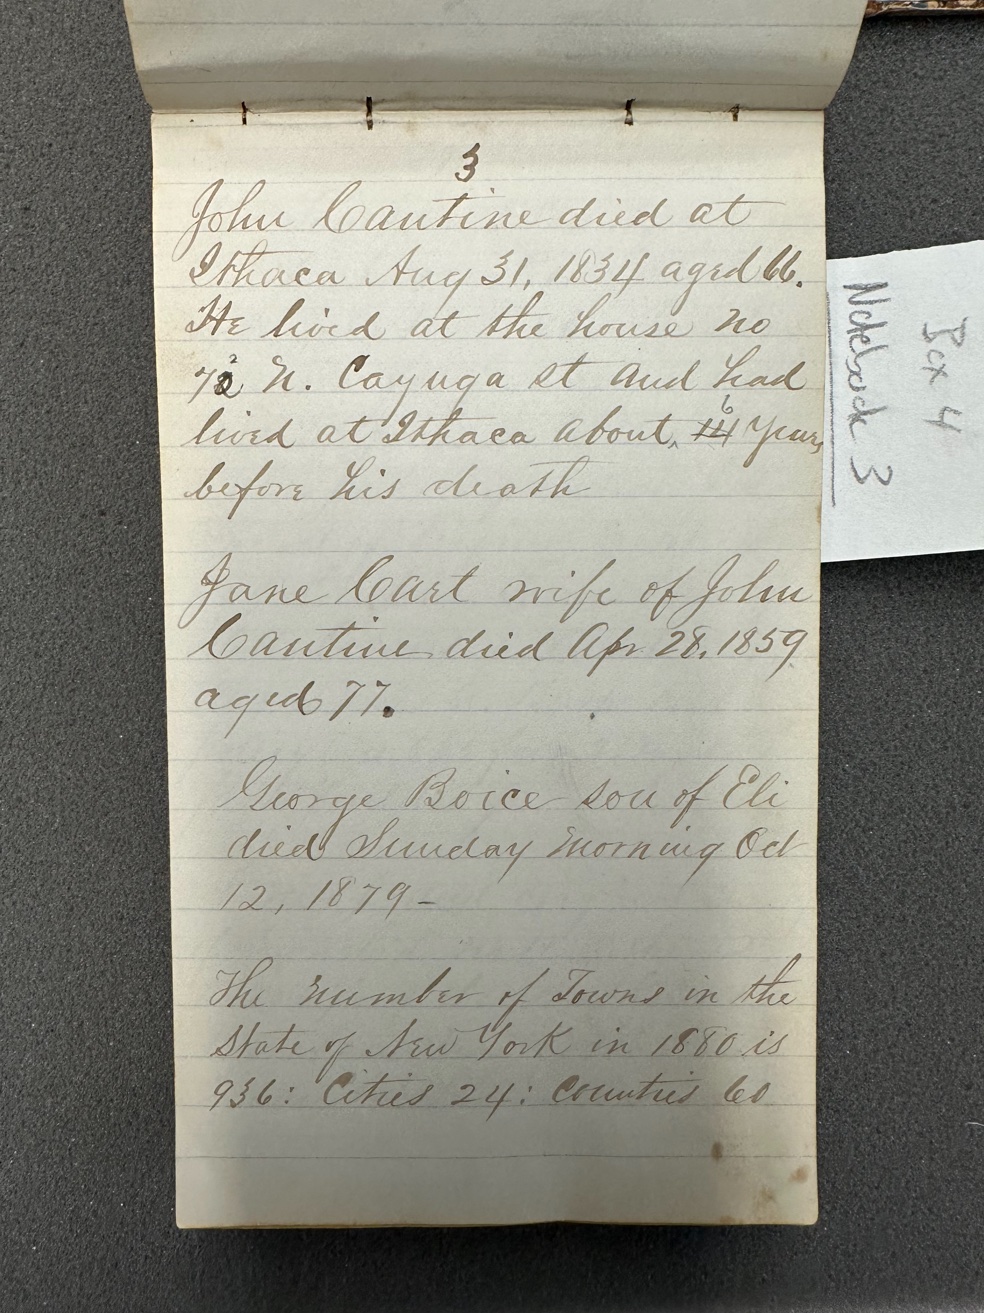 3
John Cantine died at
Ithaca Aug 31, 1834 aged 66.
He lived at the house no
72 N. Cayuga st and had
lived at Ithaca about 6 14 years
before his death
Jane Cart wife of John
Cantine died Apr 28, 1859
aged 77.
George Boice son of Eli
died Sunday morning Oct
12, 1879-
The number of Towns in the
State of New York in 1880 is
936: Cities 24: Counties 60
Box 4
Notebook 3